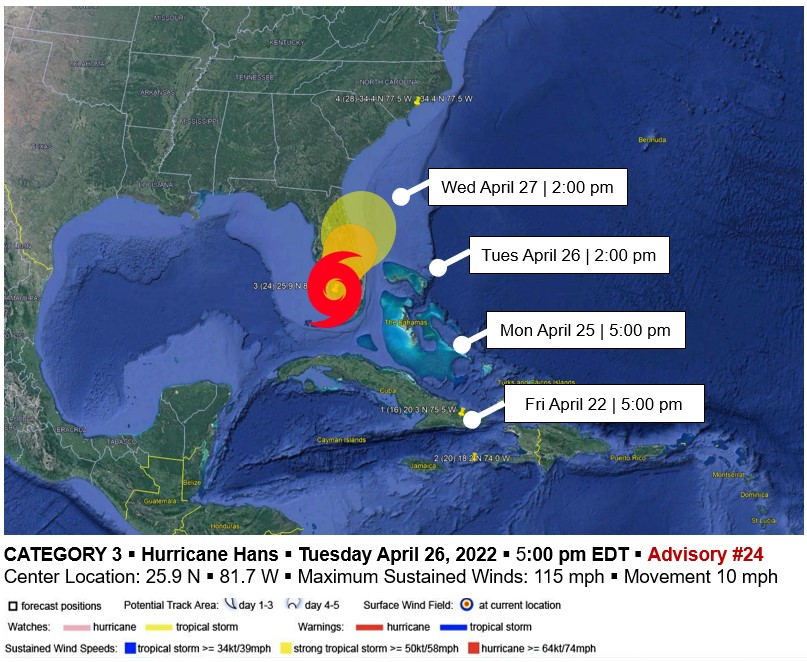 MISSOURI
KENTUCKY
OKLAHOMA
TENNESSEE
NORTH CAROLINA
ARKANSAS
4 (28) 34.4 N 77.5 W 34.4 N 77.5 W
MISSISSIPPI
Bermuda
TEXAS
LOUISIANA
Wed April 27 | 2:00 pm
Tues April 26 | 2:00 pm
3 (24) 25.9 N 8
The Bahamas
Mon April 25 | 5:00 pm
Turks and Caicos Islands
Cuba
Fri April 22 | 5:00 pm
1 (16) 20.3 N 75.5 W
VERACRUZ
TABASCO
Cayman Islands
2 (20) 18.2 N 74.0 W
Jamaica
Puerto Rico
Belize
Montserrat
Guatemala
Dominica
Honduras
St Lucia
CATEGORY 3 ▪ Hurricane Hans ▪ Tuesday April 26, 2022 ▪ 5:00 pm EDT ▪ Advisory #24
Center Location: 25.9 N ▪ 81.7 W ▪ Maximum Sustained Winds: 115 mph ▪ Movement 10 mph
forecast positions Potential Track Area: day 1-3 day 4-5 Surface Wind Field: at current location
Watches: hurricane tropical storm Warnings: hurricane tropical storm
Sustained Wind Speeds: tropical storm >= 34kt/39mph strong tropical storm >= 50kt/58mph hurricane >= 64kt/74mph